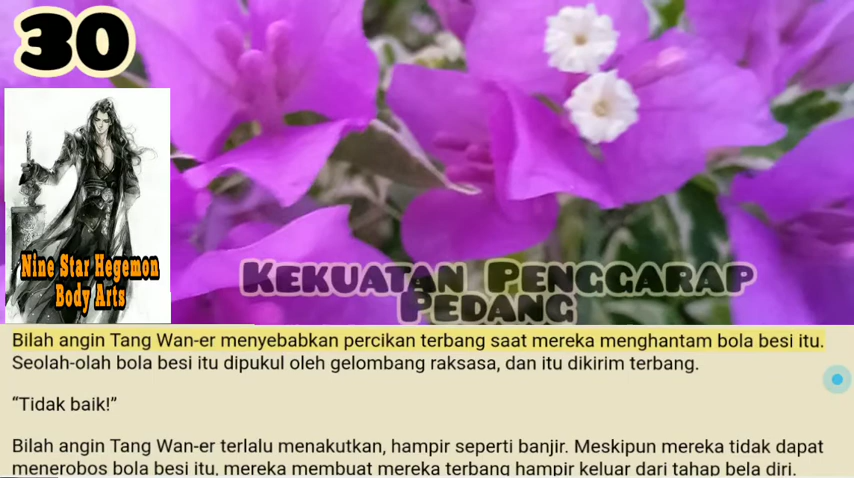 30
Nine Star Hegemon
Body Arts
Kekuatan Penggarap
Pedang
Bilah angin Tang Wan-er menyebabkan percikan terbang saat mereka menghantam bola besi itu.
Seolah-olah bola besi itu dipukul oleh gelombang raksasa, dan itu dikirim terbang.
“Tidak baik!”
Bilah angin Tang Wan-er terlalu menakutkan, hampir seperti banjir. Meskipun mereka tidak dapat
menerobos bola besi itu, mereka membuat mereka terbang hampir keluar dari tahap bela diri.